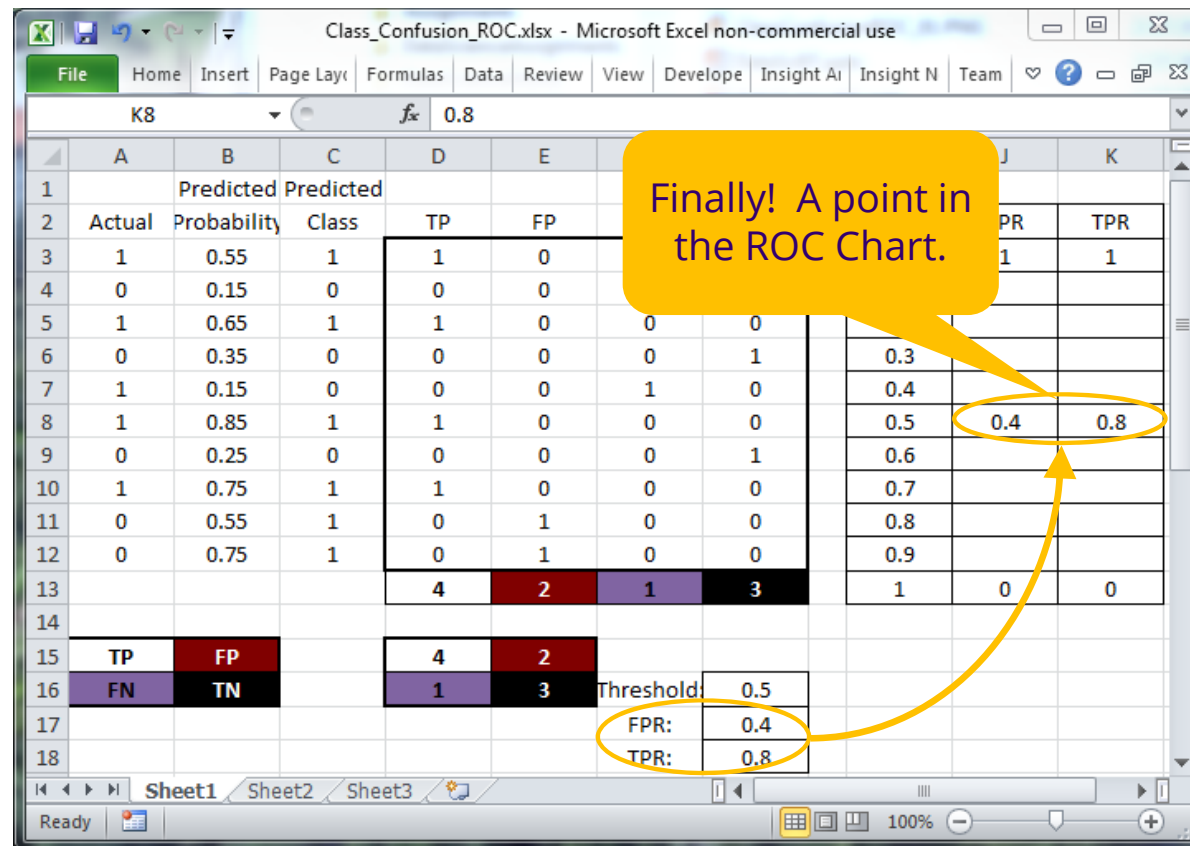 Class_Confusion_ROC.xlsx - Microsoft Excel non-commercial use
File Home Insert Page Layo Formulas Data Review View Develope Insight Ai Insight N Team
K8 fx 0.8
A B C D E J K
1 Predicted Predicted
2 Actual Probability Class TP FP PR TPR
Finally! A point in
the ROC Chart.
3 1 0.55 1 1 0 1 1
4 0 0.15 0 0 0
5 1 0.65 1 1 0 0 0
6 0 0.35 0 0 0 0 1 0.3
7 1 0.15 0 0 0 1 0 0.4
8 1 0.85 1 1 0 0 0 0.5 0.4 0.8
9 0 0.25 0 0 0 0 1 0.6
10 1 0.75 1 1 0 0 0 0.7
11 0 0.55 1 0 1 0 0 0.8
12 0 0.75 1 0 1 0 0 0.9
13 4 2 1 3 1 0 0
14
15 TP FP 4 2
16 FN TN 1 3 Threshold: 0.5
17 FPR: 0.4
18 TPR: 0.8
Sheet1 Sheet2 Sheet3
Ready 100%